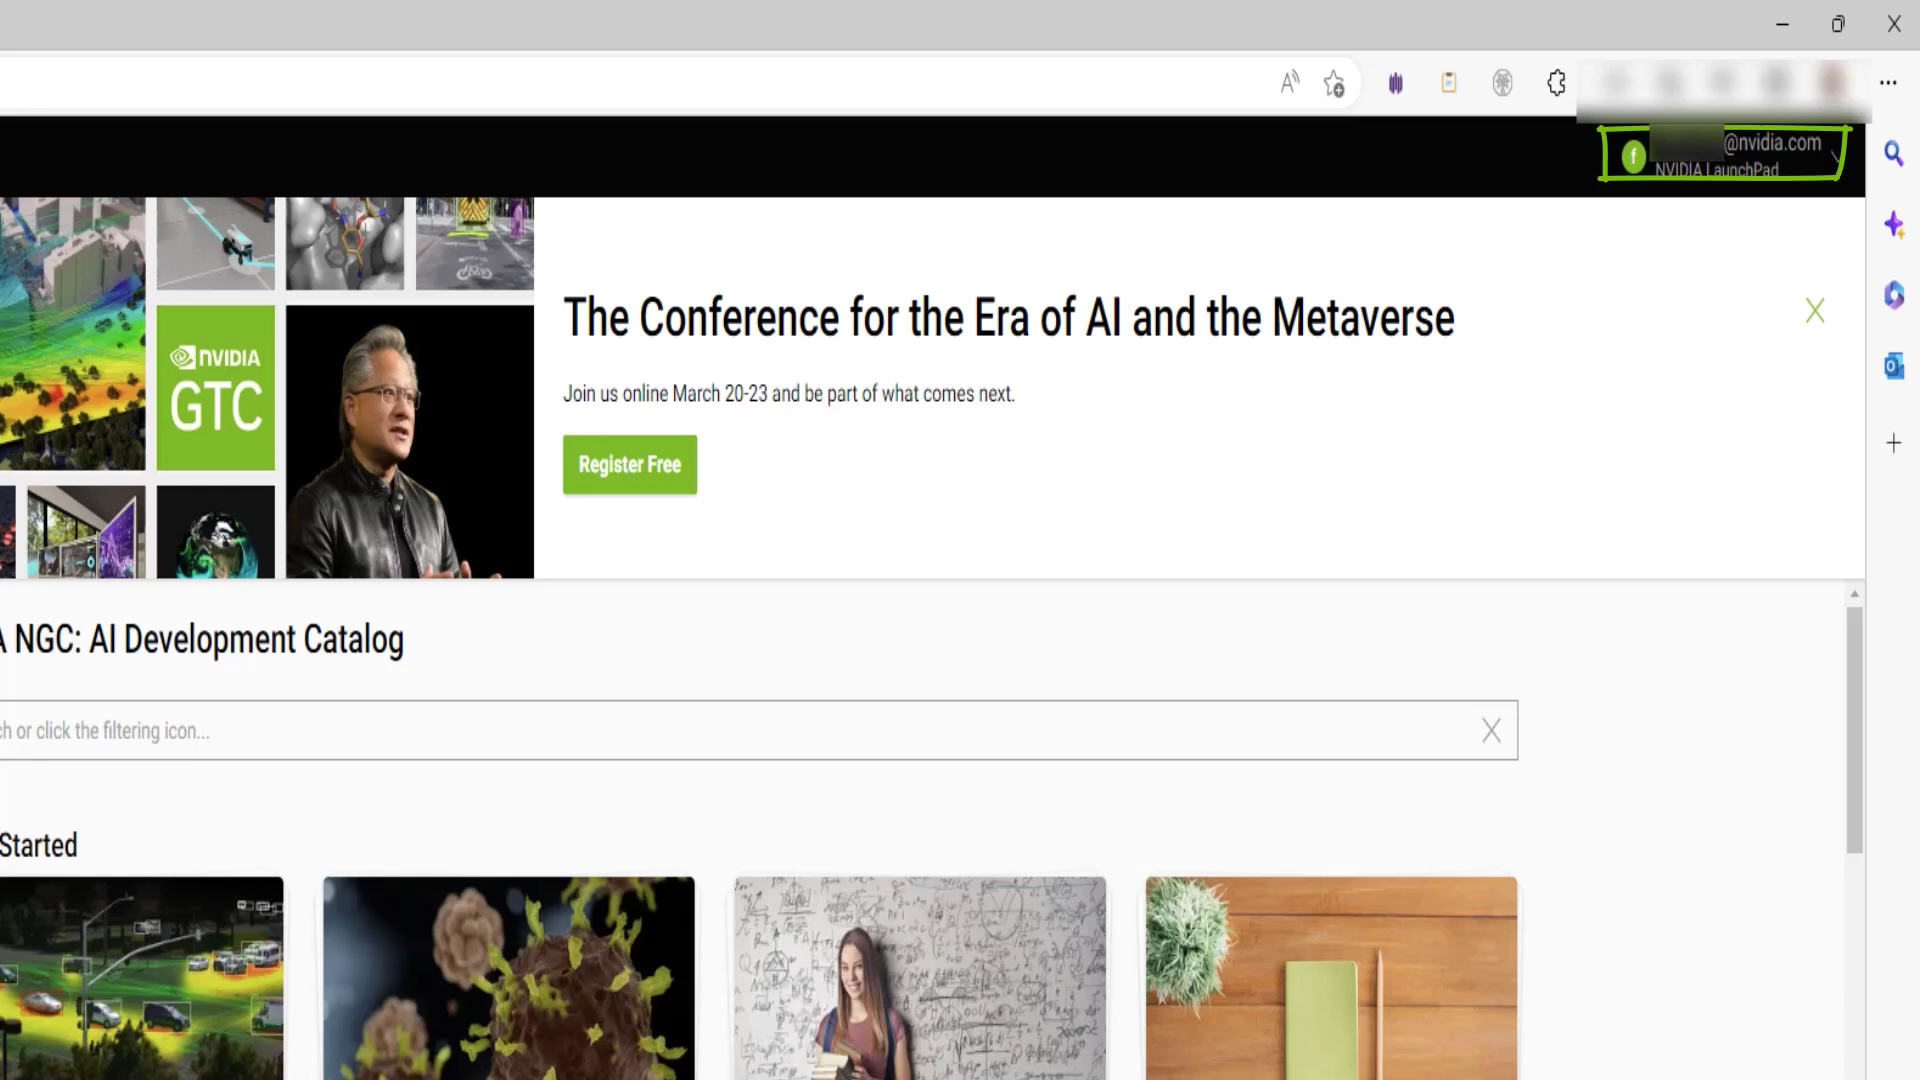 f
@nvidia.com
NVIDIA LaunchPad
The Conference for the Era of AI and the Metaverse
Join us online March 20-23 and be part of what comes next.
NVIDIA
GTC
Register Free
NGC: AI Development Catalog
or click the filtering icon...
Started